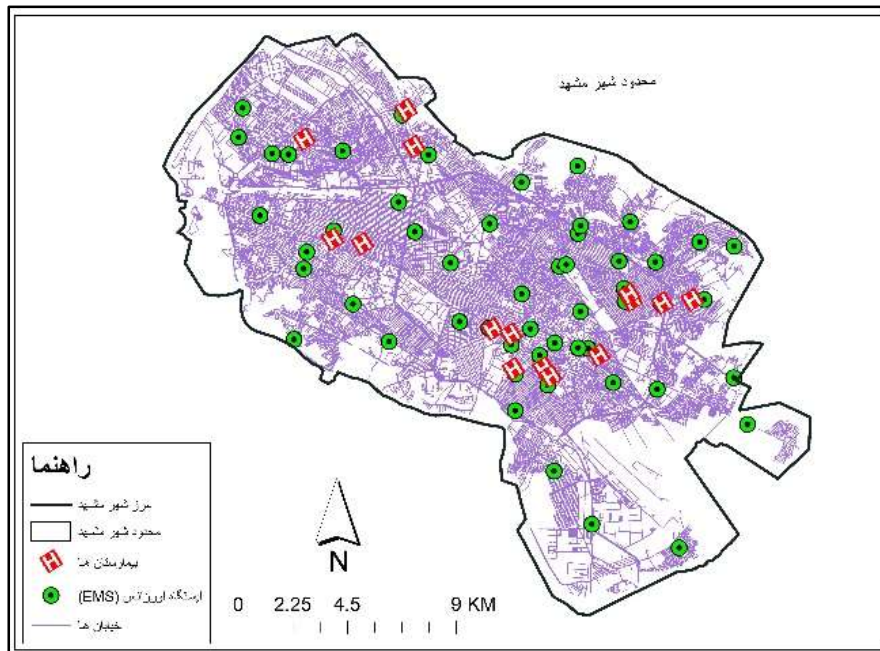 محدود شهر مشهد
راهنما
مرز شهر مشهد
محدود شهر مشهد
بیمارستان ها
ایستگاه اورژانس (EMS)
خیابان ها
N
0 2.25 4.5 9 KM